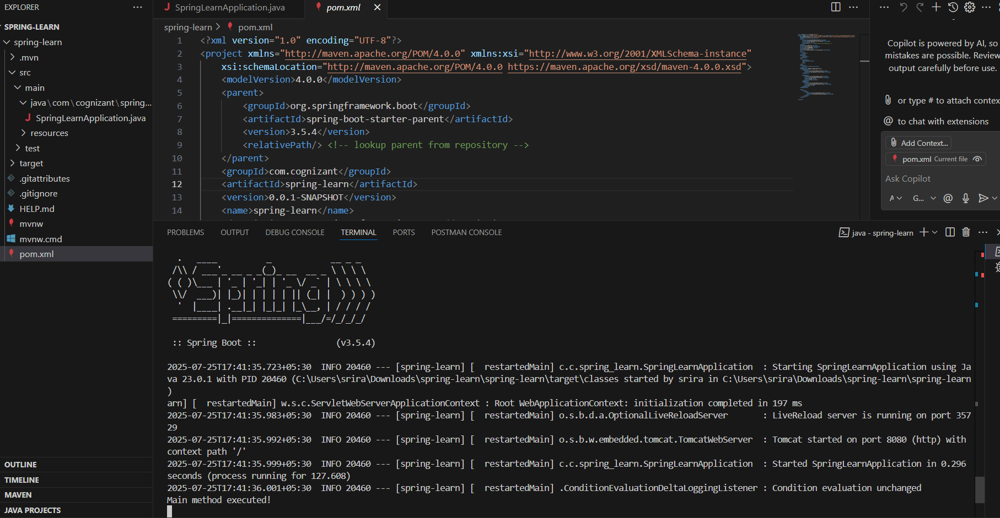 EXPLORER
SPRING-LEARN
spring-learn
.mvn
src
main
java\com\cognizant\spring...
SpringLearnApplication.java
resources
test
target
.gitattributes
.gitignore
HELP.md
mvnw
mvnw.cmd
pom.xml
OUTLINE
TIMELINE
MAVEN
JAVA PROJECTS
SpringLearnApplication.java
pom.xml
spring-learn > pom.xml
1 <?xml version="1.0" encoding="UTF-8"?>
2 <project xmlns="http://maven.apache.org/POM/4.0.0" xmlns:xsi="http://www.w3.org/2001/XMLSchema-instance"
3 xsi:schemaLocation="http://maven.apache.org/POM/4.0.0 https://maven.apache.org/xsd/maven-4.0.0.xsd">
4 <modelVersion>4.0.0</modelVersion>
5 <parent>
6 <groupId>org.springframework.boot</groupId>
7 <artifactId>spring-boot-starter-parent</artifactId>
8 <version>3.5.4</version>
9 <relativePath/> <!-- lookup parent from repository -->
10 </parent>
11 <groupId>com.cognizant</groupId>
12 <artifactId>spring-learn</artifactId>
13 <version>0.0.1-SNAPSHOT</version>
14 <name>spring-learn</name>
PROBLEMS OUTPUT DEBUG CONSOLE TERMINAL PORTS POSTMAN CONSOLE
java - spring-learn
:: Spring Boot :: (v3.5.4)
2025-07-25T17:41:35.723+05:30  INFO 20460 --- [spring-learn] [  restartedMain] c.c.spring_learn.SpringLearnApplication  : Starting SpringLearnApplication using Ja
va 23.0.1 with PID 20460 (C:\Users\srira\Downloads\spring-learn\spring-learn\target\classes started by srira in C:\Users\srira\Downloads\spring-learn\spring-learn
)
arn] [  restartedMain] w.s.c.ServletWebServerApplicationContext : Root WebApplicationContext: initialization completed in 197 ms
2025-07-25T17:41:35.983+05:30  INFO 20460 --- [spring-learn] [  restartedMain] o.s.b.d.a.OptionalLiveReloadServer       : LiveReload server is running on port 357
29
2025-07-25T17:41:35.992+05:30  INFO 20460 --- [spring-learn] [  restartedMain] o.s.b.w.embedded.tomcat.TomcatWebServer  : Tomcat started on port 8080 (http) with
context path '/'
2025-07-25T17:41:35.999+05:30  INFO 20460 --- [spring-learn] [  restartedMain] c.c.spring_learn.SpringLearnApplication  : Started SpringLearnApplication in 0.296
seconds (process running for 127.608)
2025-07-25T17:41:36.001+05:30  INFO 20460 --- [spring-learn] [  restartedMain] .ConditionEvaluationDeltaLoggingListener : Condition evaluation unchanged
Main method executed!
Copilot is powered by AI, so
mistakes are possible. Review
output carefully before use.
or type # to attach context
@ to chat with extensions
Add Context...
pom.xml Current file
Ask Copilot
A G... @